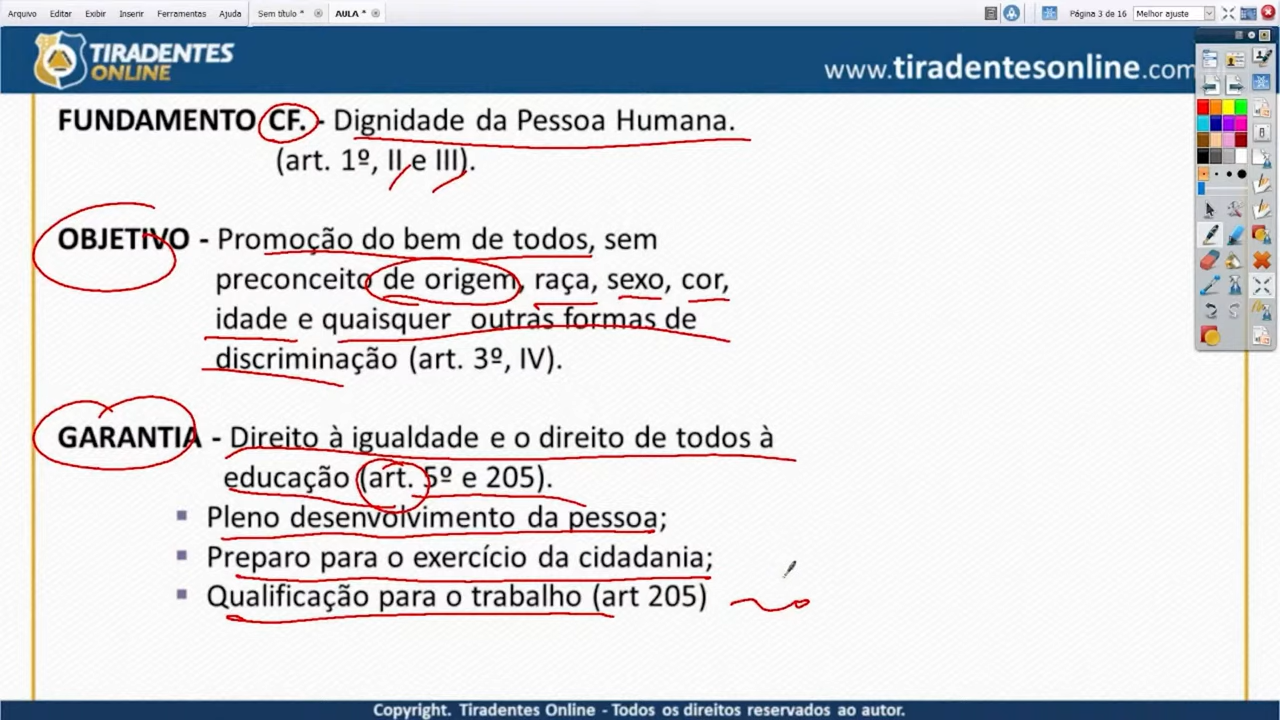 Arquivo Editar Exibir Inserir Ferramentas Ajuda Sem título * AULA * Página 3 de 16 Melhor ajuste
TIRADENTES
ONLINE
www.tiradentesonline.com
FUNDAMENTO CF. - Dignidade da Pessoa Humana.
(art. 1º, II e III).
OBJETIVO - Promoção do bem de todos, sem
preconceito de origem, raça, sexo, cor,
idade e quaisquer outras formas de
discriminação (art. 3º, IV).
GARANTIA - Direito à igualdade e o direito de todos à
educação (art. 5º e 205).
▪ Pleno desenvolvimento da pessoa;
▪ Preparo para o exercício da cidadania;
▪ Qualificação para o trabalho (art 205)
Copyright. Tiradentes Online - Todos os direitos reservados ao autor.